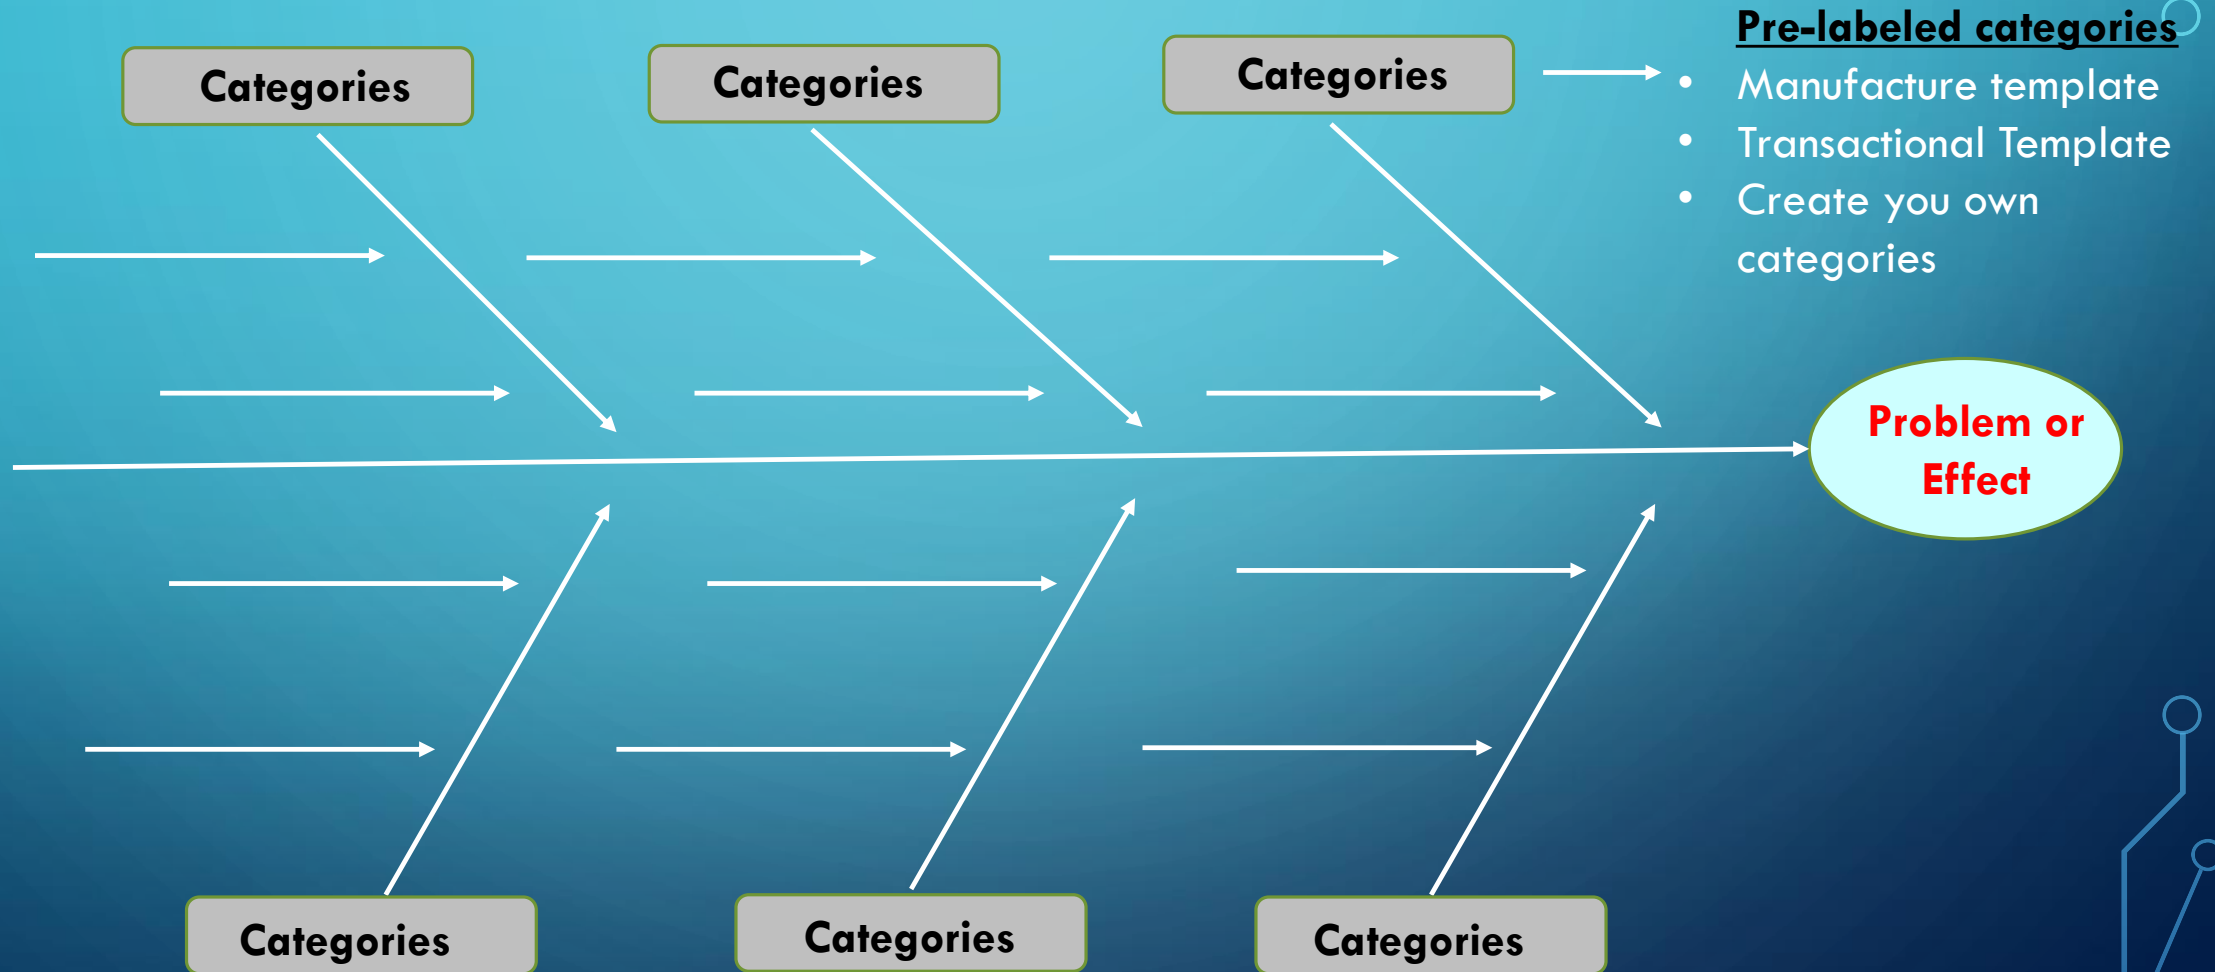 Categories
Categories
Categories
Pre-labeled categories
• Manufacture template
• Transactional Template
• Create you own
categories
Problem or
Effect
Categories
Categories
Categories